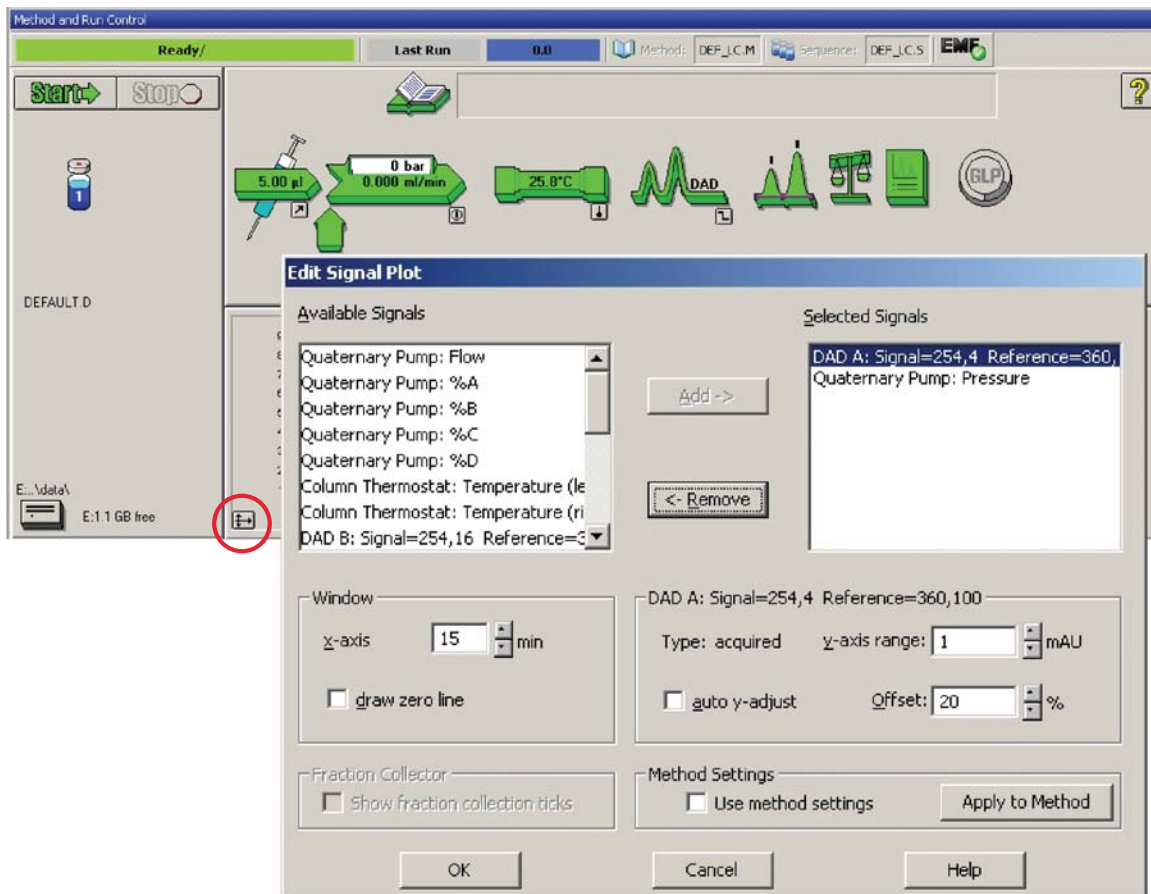 Method and Run Control
Ready/
Last Run
0.0
Method:
DEF_LC.M
Sequence:
DEF_LC.S
EMF
Start
Stop
?
1
5.00 µl
0 bar
0.000 ml/min
25.8°C
DAD
GLP
DEFAULT.D
E:..\data\
E:1.1 GB free
Edit Signal Plot
Available Signals
Selected Signals
Quaternary Pump: Flow
Quaternary Pump: %A
Quaternary Pump: %B
Quaternary Pump: %C
Quaternary Pump: %D
Column Thermostat: Temperature (le
Column Thermostat: Temperature (ri
DAD B: Signal=254,16 Reference=3
Add ->
<- Remove
DAD A: Signal=254,4 Reference=360,
Quaternary Pump: Pressure
Window
x-axis 15 min
draw zero line
DAD A: Signal=254,4 Reference=360,100
Type: acquired y-axis range: 1 mAU
auto y-adjust Offset: 20 %
Fraction Collector
Show fraction collection ticks
Method Settings
Use method settings
Apply to Method
OK
Cancel
Help